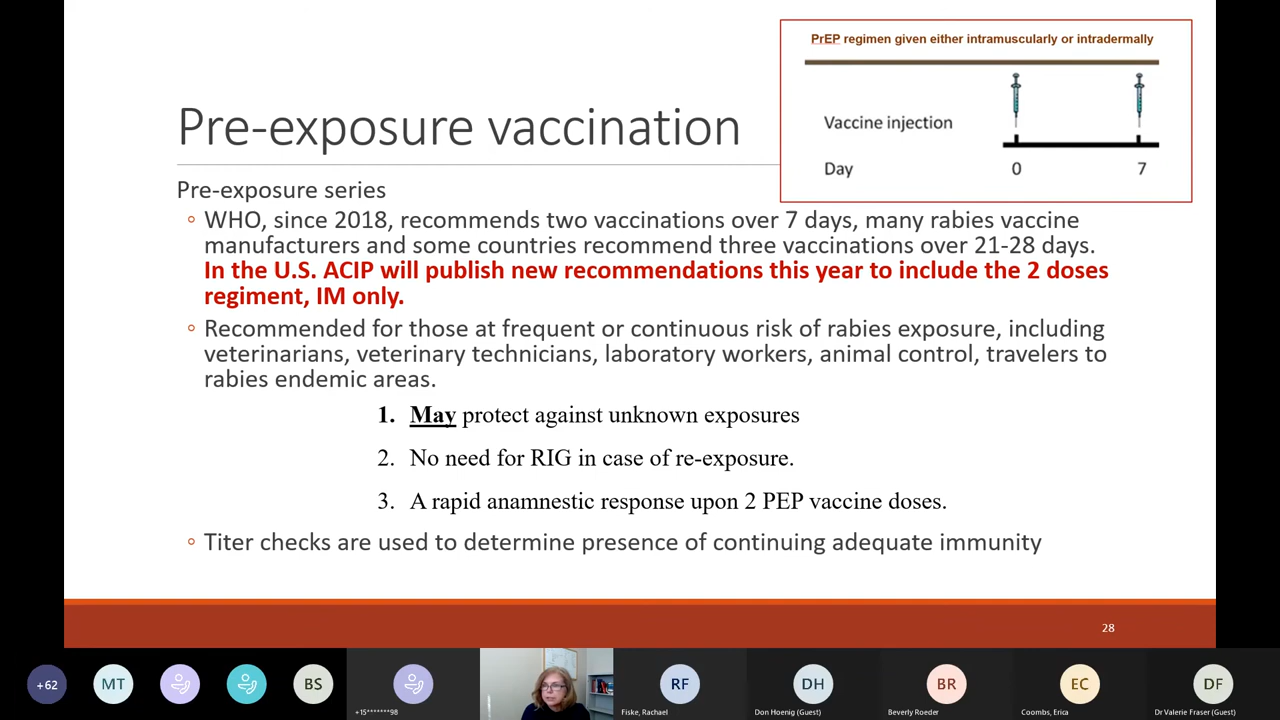 PrEP regimen given either intramuscularly or intradermally
Vaccine injection
Day
0
7
Pre-exposure vaccination
Pre-exposure series
◦ WHO, since 2018, recommends two vaccinations over 7 days, many rabies vaccine
manufacturers and some countries recommend three vaccinations over 21-28 days.
In the U.S. ACIP will publish new recommendations this year to include the 2 doses
regiment, IM only.
◦ Recommended for those at frequent or continuous risk of rabies exposure, including
veterinarians, veterinary technicians, laboratory workers, animal control, travelers to
rabies endemic areas.
1. May protect against unknown exposures
2. No need for RIG in case of re-exposure.
3. A rapid anamnestic response upon 2 PEP vaccine doses.
◦ Titer checks are used to determine presence of continuing adequate immunity
28
+62
MT
BS
+15*******98
RF
Fiske, Rachael
DH
Don Hoenig (Guest)
BR
Beverly Roeder
EC
Coombs, Erica
DF
Dr Valerie Fraser (Guest)